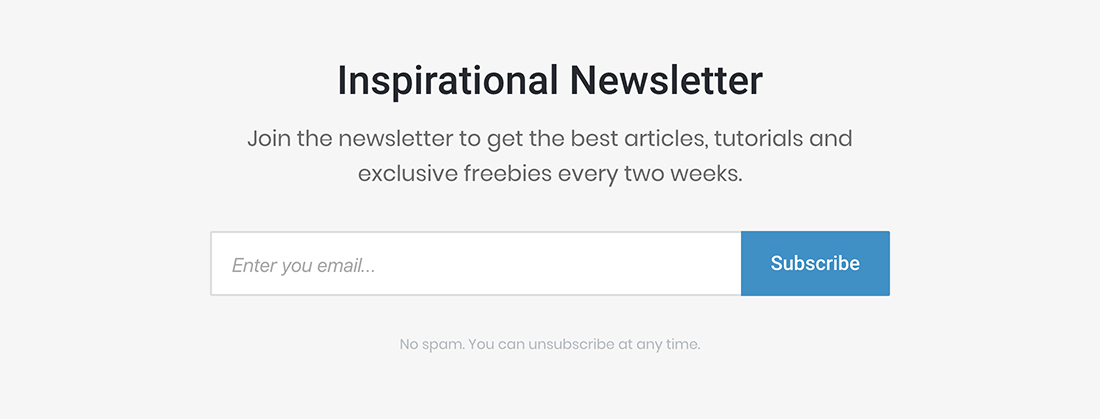 Inspirational Newsletter
Join the newsletter to get the best articles, tutorials and
exclusive freebies every two weeks.
Enter you email...
Subscribe
No spam. You can unsubscribe at any time.